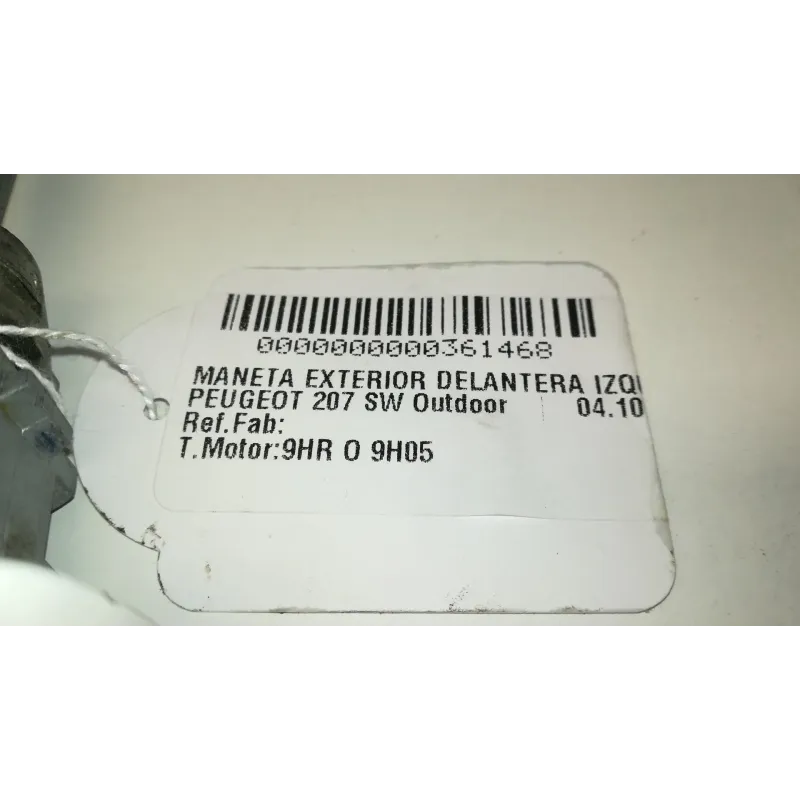 0000000000361468
MANETA EXTERIOR DELANTERA IZQ
PEUGEOT 207 SW Outdoor 04.10
Ref.Fab:
T.Motor:9HR O 9H05